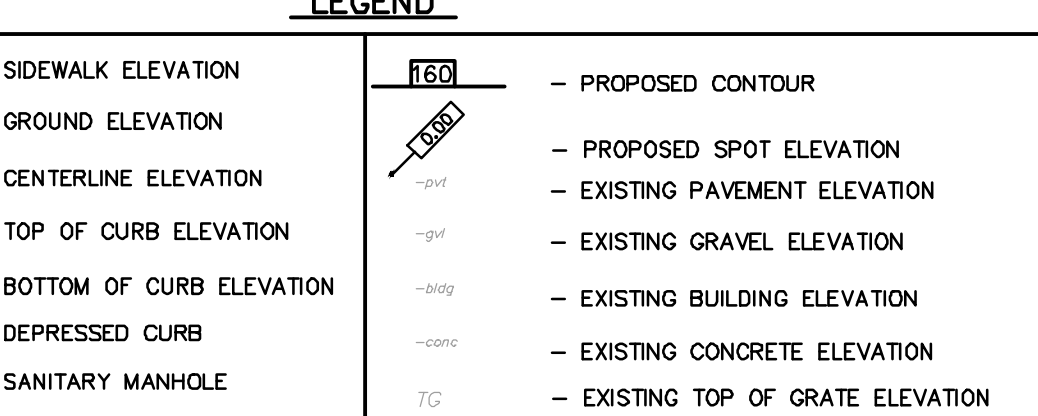 LEGEND
SIDEWALK ELEVATION
GROUND ELEVATION
CENTERLINE ELEVATION
TOP OF CURB ELEVATION
BOTTOM OF CURB ELEVATION
DEPRESSED CURB
SANITARY MANHOLE
160 – PROPOSED CONTOUR
0.00 – PROPOSED SPOT ELEVATION
-pvt – EXISTING PAVEMENT ELEVATION
-gvl – EXISTING GRAVEL ELEVATION
-bldg – EXISTING BUILDING ELEVATION
-conc – EXISTING CONCRETE ELEVATION
TG – EXISTING TOP OF GRATE ELEVATION